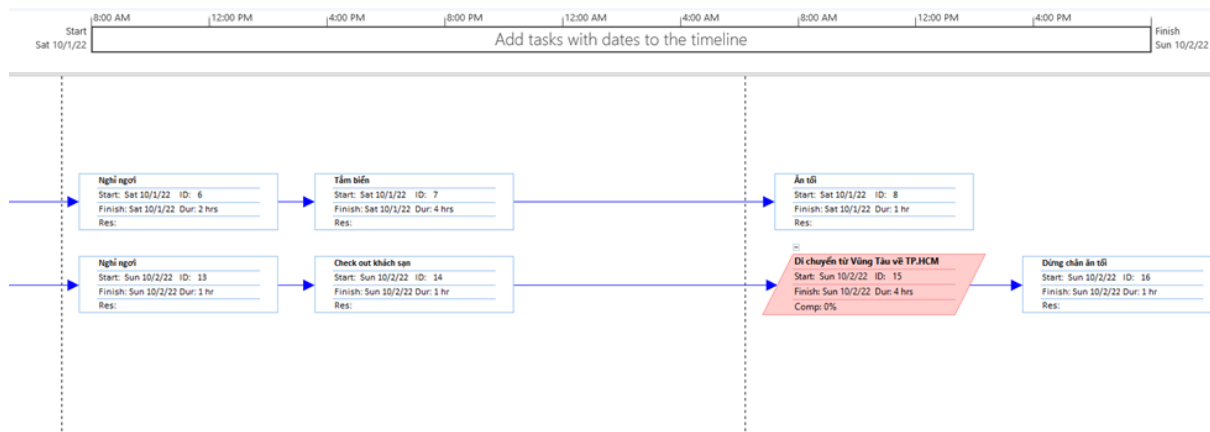 8:00 AM 12:00 PM 4:00 PM 8:00 PM 12:00 AM 4:00 AM 8:00 AM 12:00 PM 4:00 PM
Start
Sat 10/1/22
Add tasks with dates to the timeline
Finish
Sun 10/2/22
Nghỉ ngơi
Start: Sat 10/1/22 ID: 6
Finish: Sat 10/1/22 Dur: 2 hrs
Res:
Tắm biển
Start: Sat 10/1/22 ID: 7
Finish: Sat 10/1/22 Dur: 4 hrs
Res:
Ăn tối
Start: Sat 10/1/22 ID: 8
Finish: Sat 10/1/22 Dur: 1 hr
Res:
Nghỉ ngơi
Start: Sun 10/2/22 ID: 13
Finish: Sun 10/2/22 Dur: 1 hr
Res:
Check out khách sạn
Start: Sun 10/2/22 ID: 14
Finish: Sun 10/2/22 Dur: 1 hr
Res:
Di chuyển từ Vũng Tàu về TP.HCM
Start: Sun 10/2/22 ID: 15
Finish: Sun 10/2/22 Dur: 4 hrs
Comp: 0%
Dừng chân ăn tối
Start: Sun 10/2/22 ID: 16
Finish: Sun 10/2/22 Dur: 1 hr
Res: